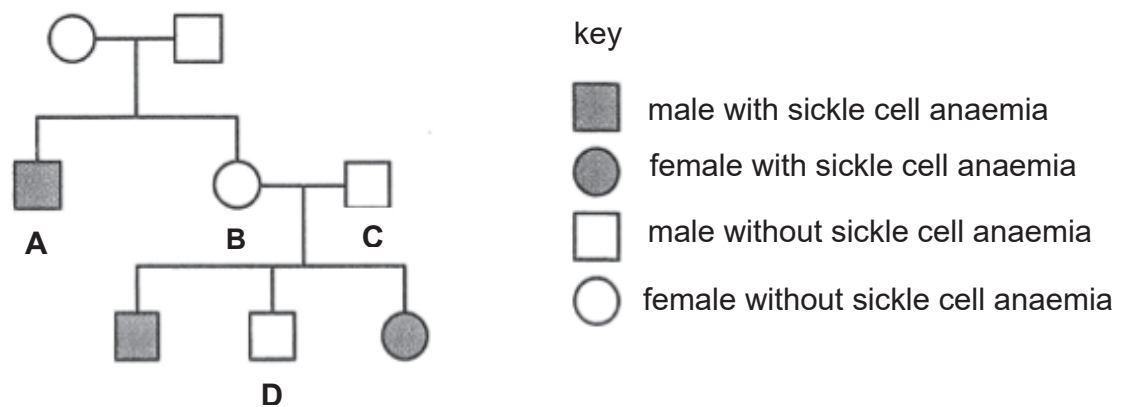 key
male with sickle cell anaemia
female with sickle cell anaemia
male without sickle cell anaemia
female without sickle cell anaemia
A
B
C
D